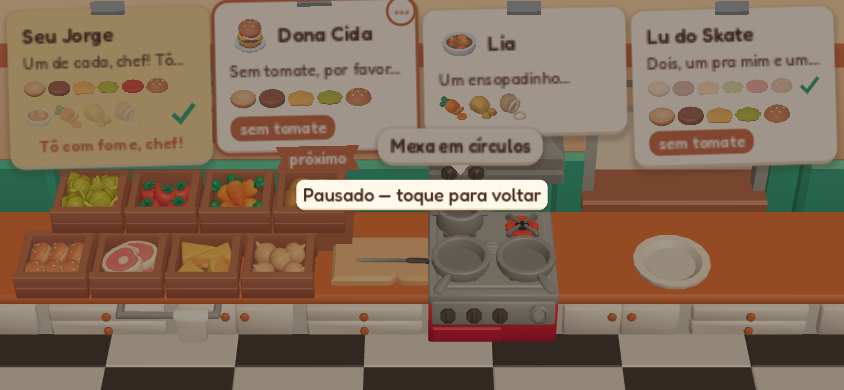 Seu Jorge
Um de cada, chef! Tô...
Tô com fome, chef!
Dona Cida
Sem tomate, por favor...
sem tomate
Lia
Um ensopadinho...
Lu do Skate
Dois, um pra mim e um...
sem tomate
próximo
Mexa em círculos
Pausado — toque para voltar